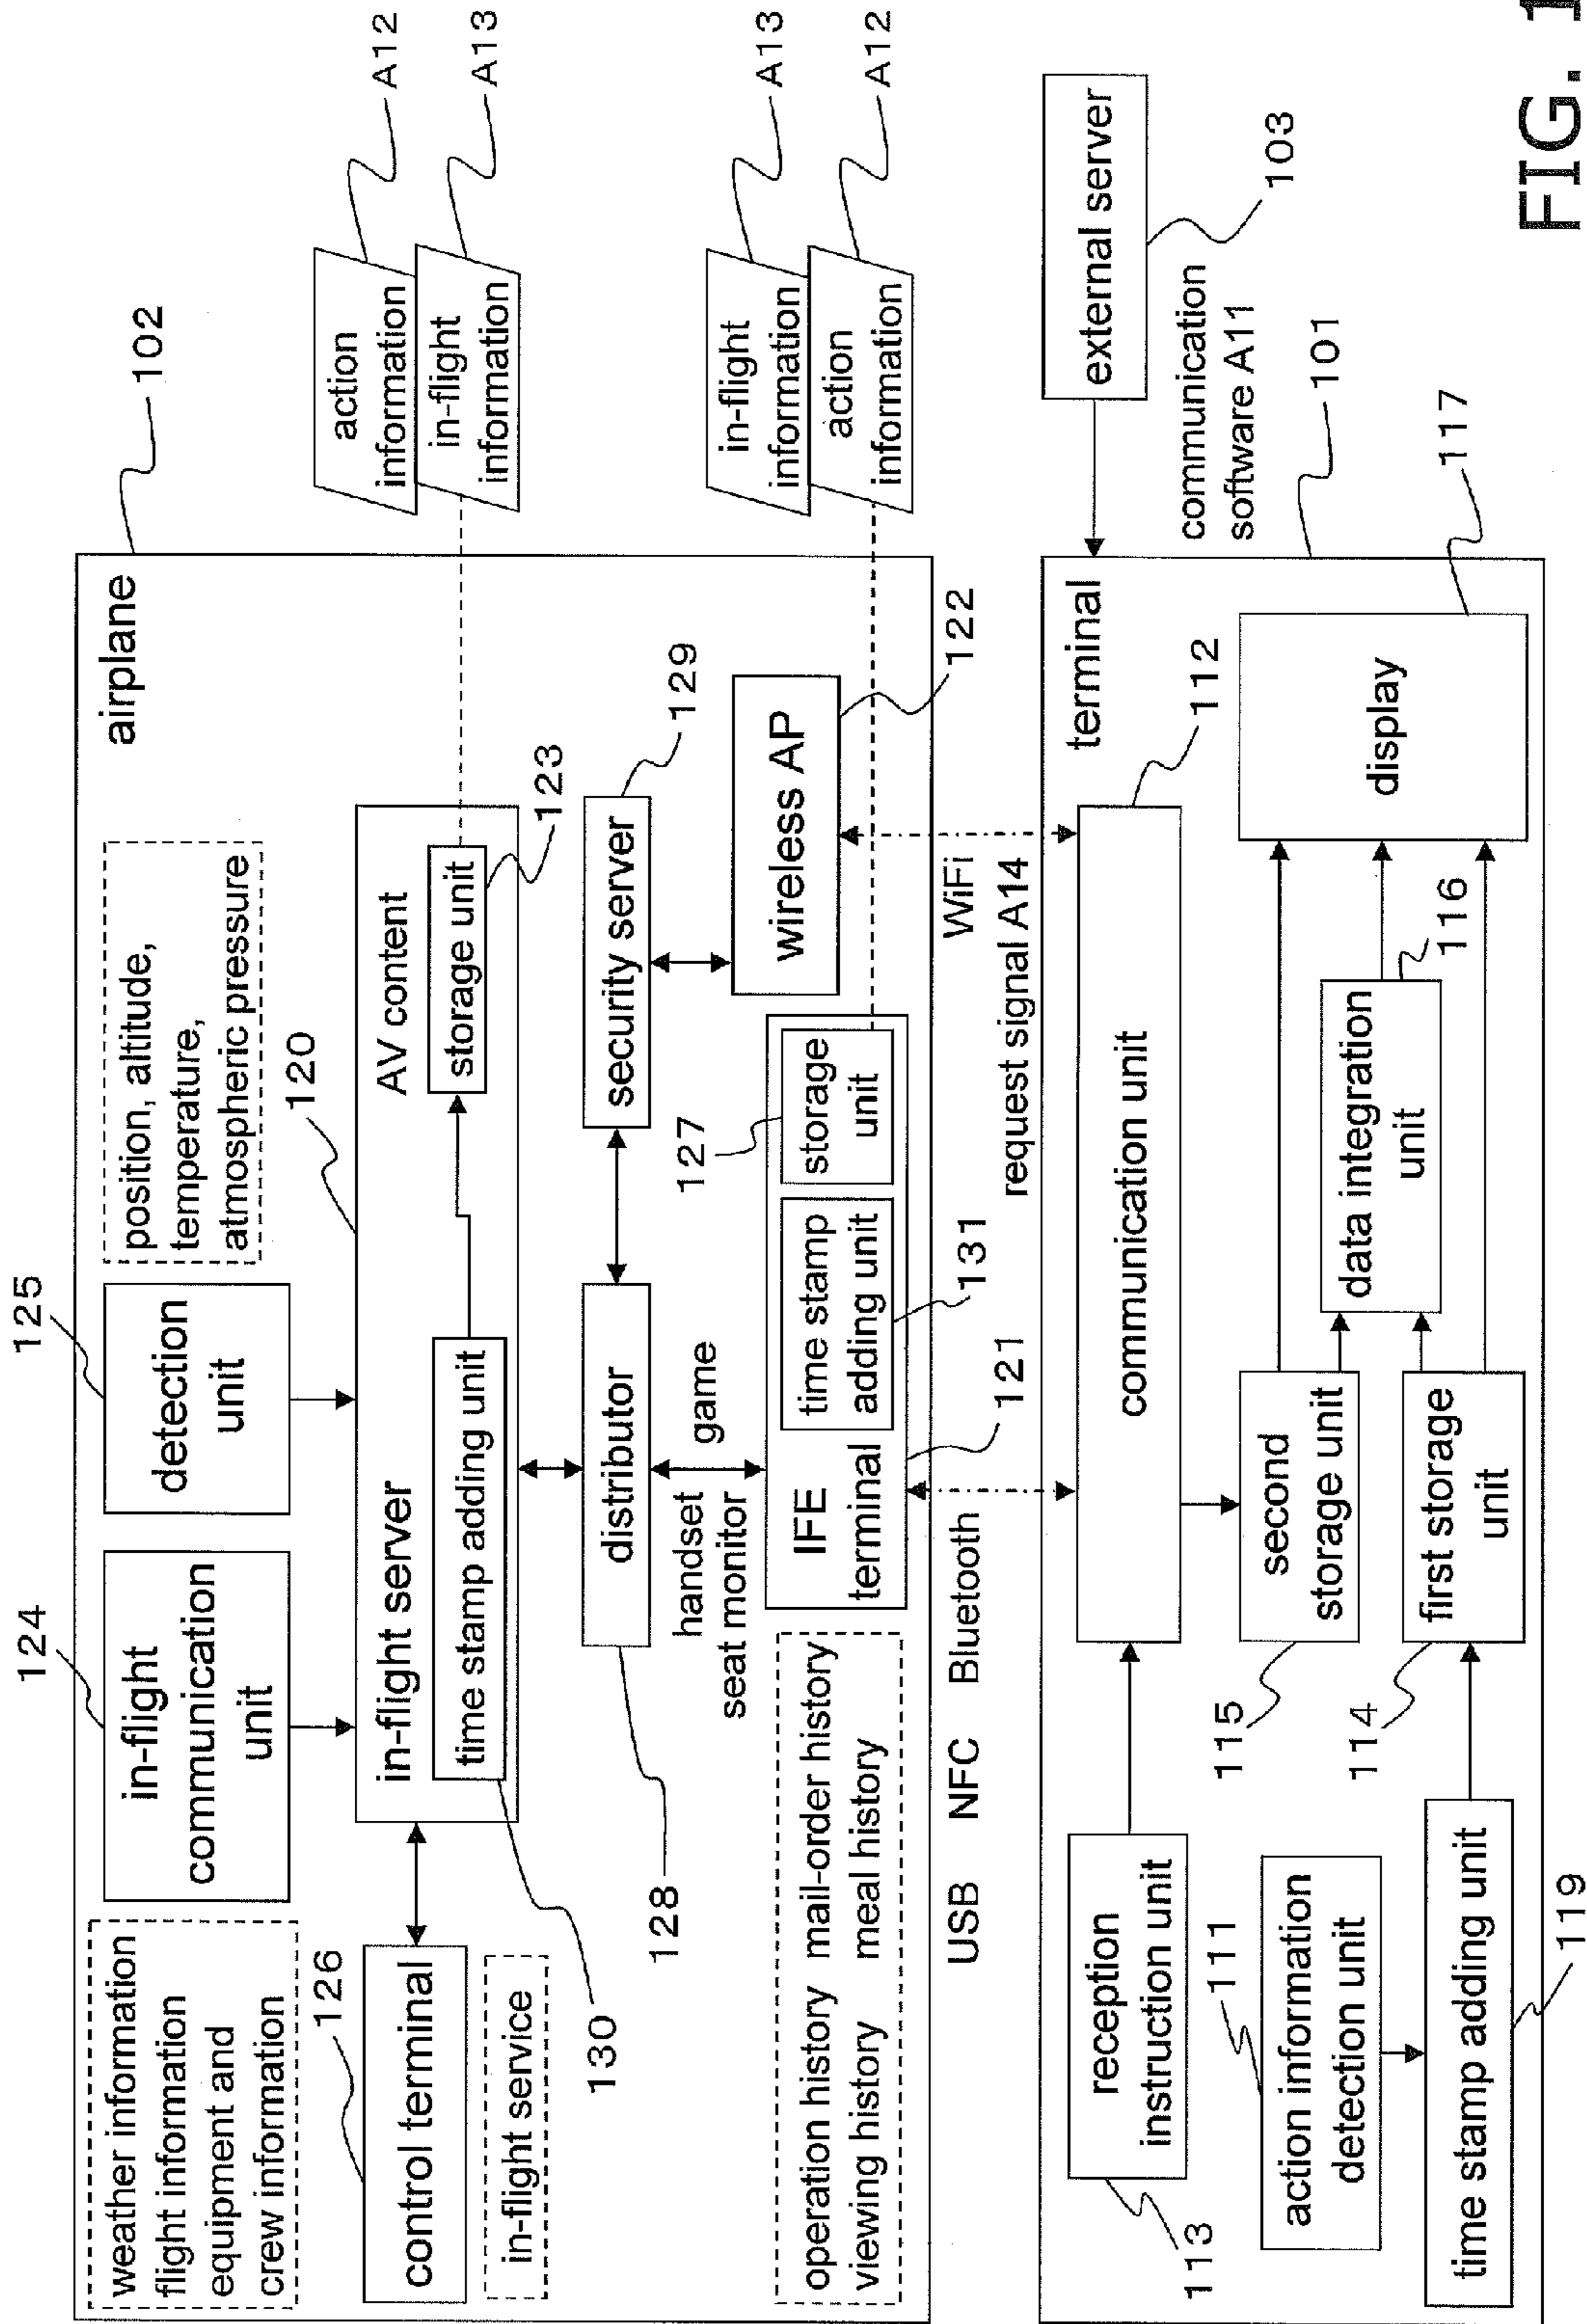 102
airplane
weather information
flight information
equipment and
crew information
124
in-flight
communication
unit
125
detection
unit
position, altitude,
temperature,
atmospheric pressure
126
control terminal
in-flight service
130
in-flight server
time stamp adding unit
120
AV content
storage unit
123
action
information
A12
in-flight
information
A13
128
distributor
security server
129
handset
seat monitor
game
wireless AP
122
operation history mail-order history
viewing history meal history
IFE
terminal
121
time stamp
adding unit
131
127
storage
unit
in-flight
information
A13
action
information
A12
USB NFC Bluetooth
WiFi
request signal A14
external server
103
communication
software A11
101
terminal
reception
instruction unit
113
communication unit
112
111
action information
detection unit
time stamp adding unit
119
115
second
storage unit
114
first storage
unit
data integration
unit
116
display
117
FIG. 1